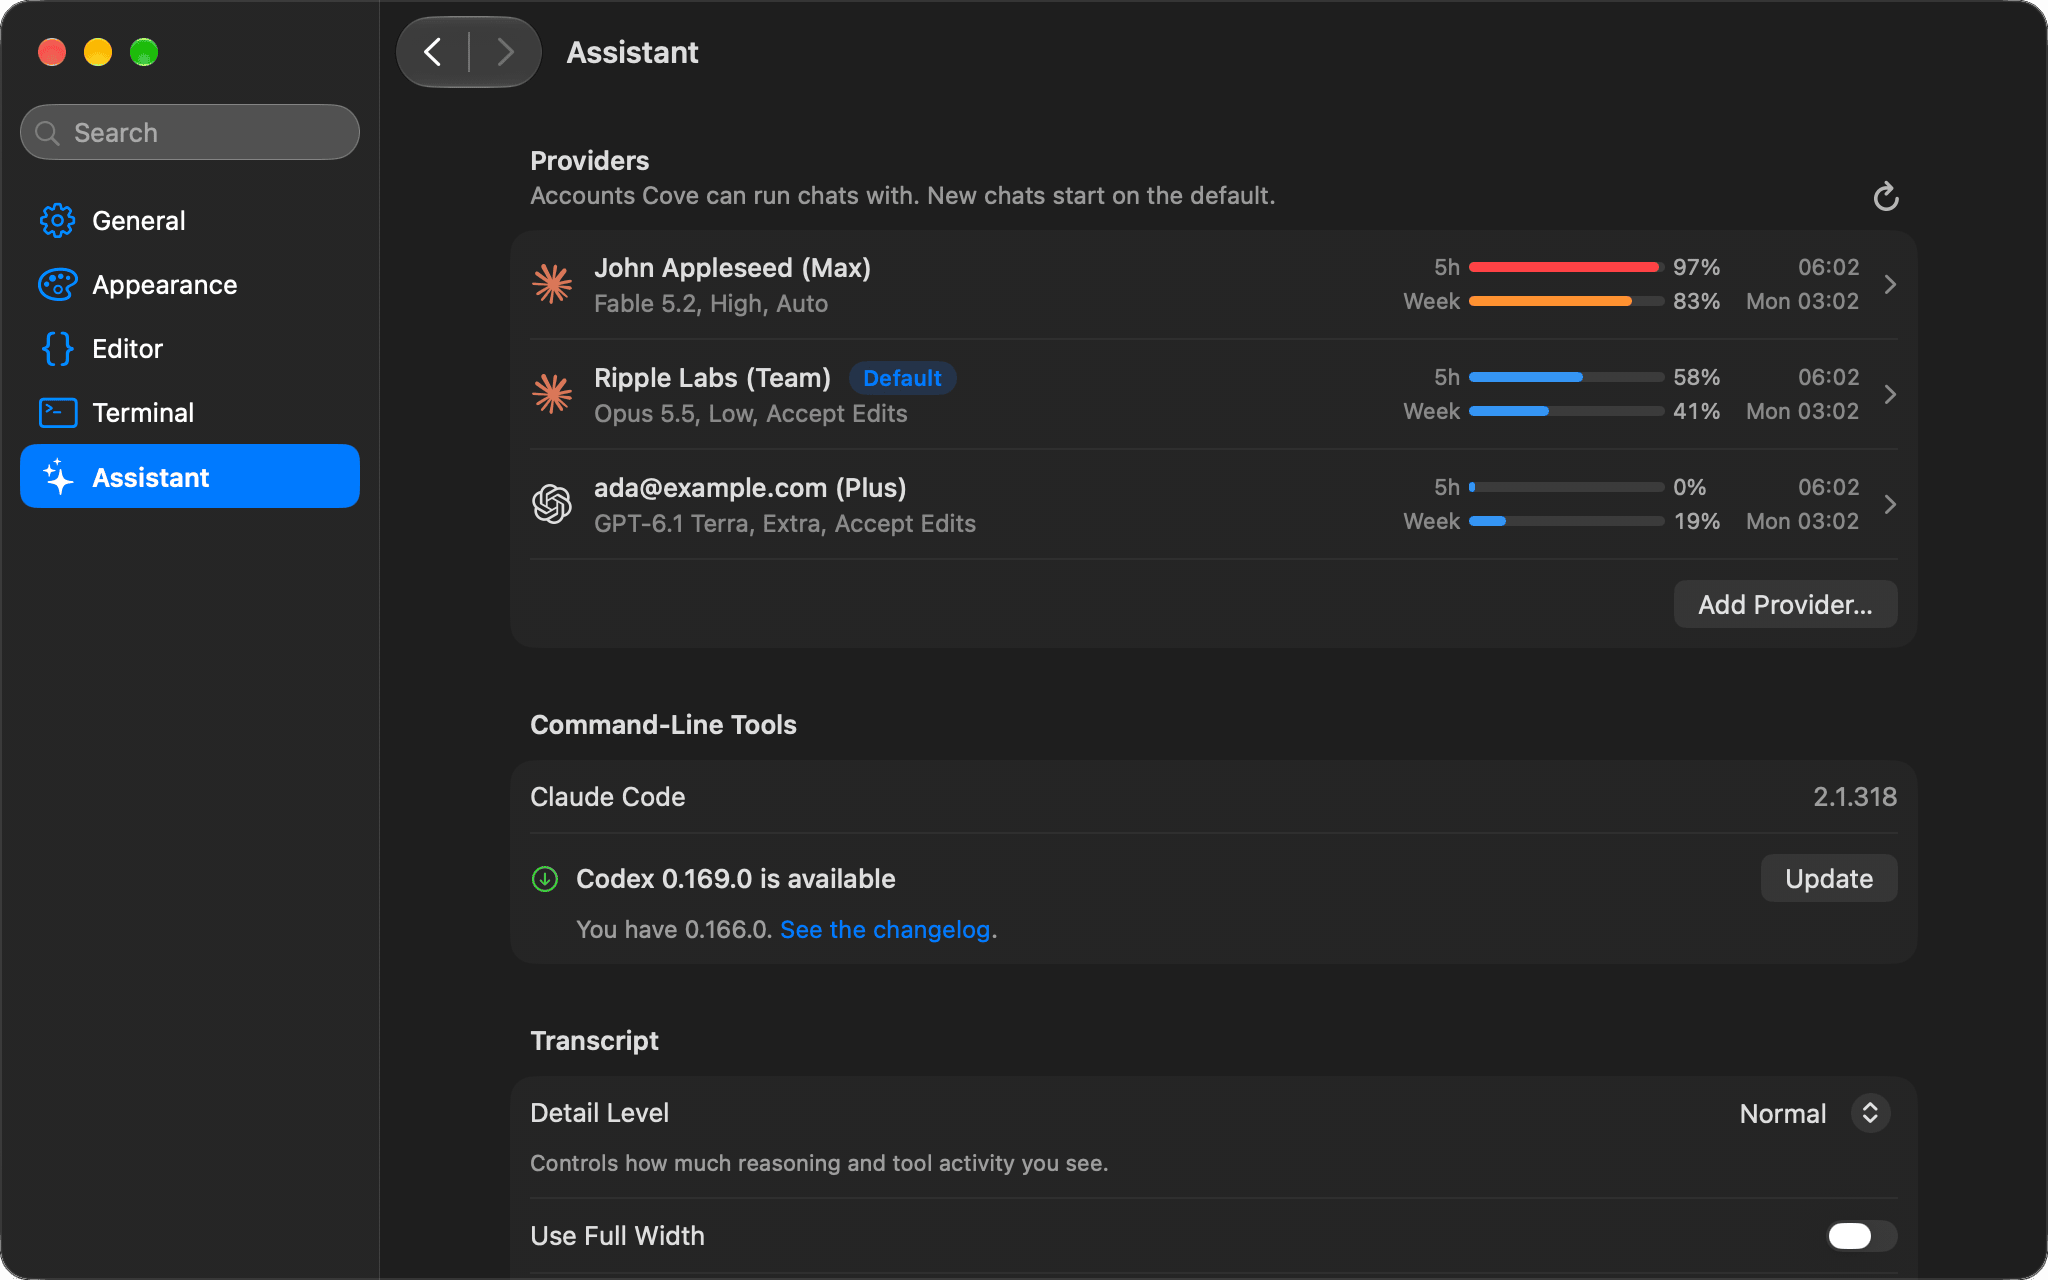 Search
General
Appearance
Editor
Terminal
Assistant
Assistant
Providers
Accounts Cove can run chats with. New chats start on the default.
John Appleseed (Max)
Fable 5.2, High, Auto
5h 97% 06:02
Week 83% Mon 03:02
Ripple Labs (Team) Default
Opus 5.5, Low, Accept Edits
5h 58% 06:02
Week 41% Mon 03:02
ada@example.com (Plus)
GPT-6.1 Terra, Extra, Accept Edits
5h 0% 06:02
Week 19% Mon 03:02
Add Provider...
Command-Line Tools
Claude Code 2.1.318
Codex 0.169.0 is available Update
You have 0.166.0. See the changelog.
Transcript
Detail Level Normal
Controls how much reasoning and tool activity you see.
Use Full Width